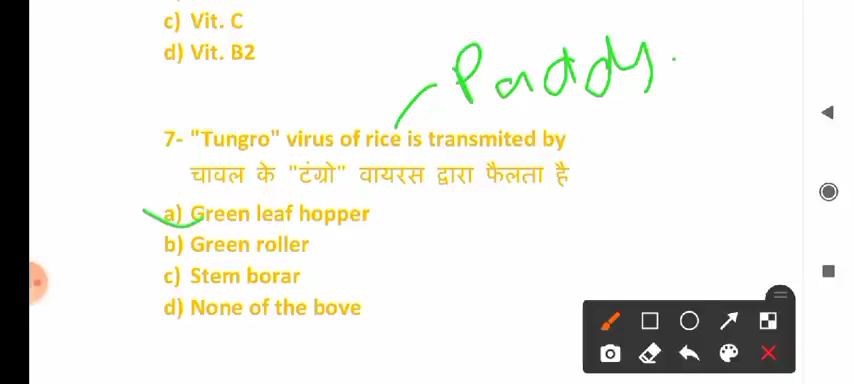 c) Vit. C
d) Vit. B2
Paddy.
7- "Tungro" virus of rice is transmited by
चावल के "टंग्रो" वायरस द्वारा फैलता है
a) Green leaf hopper
b) Green roller
c) Stem borar
d) None of the bove